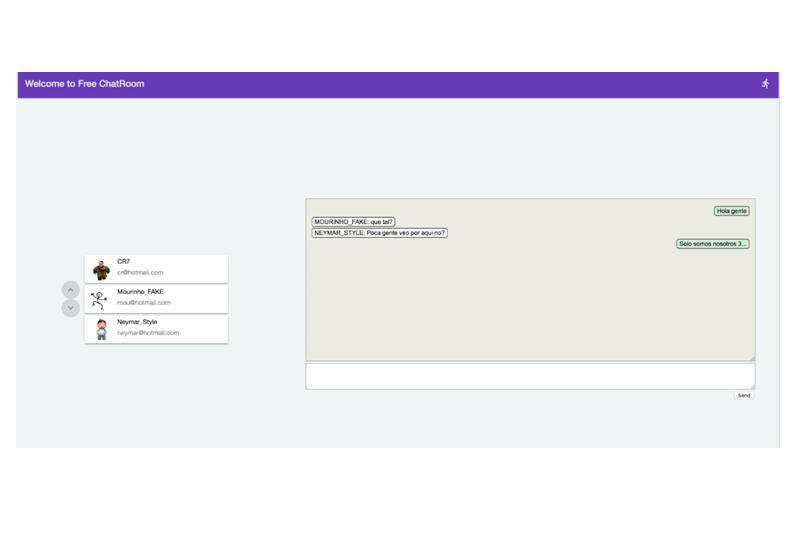 Welcome to Free ChatRoom
Hola gente
MOURINHO_FAKE: que tal?
NEYMAR_STYLE: Poca gente veo por aqui no?
Solo somos nosotros 3...
CR7
cr@hotmail.com
Mourinho_FAKE
mou@hotmail.com
Neymar_Style
neymar@hotmail.com
Send